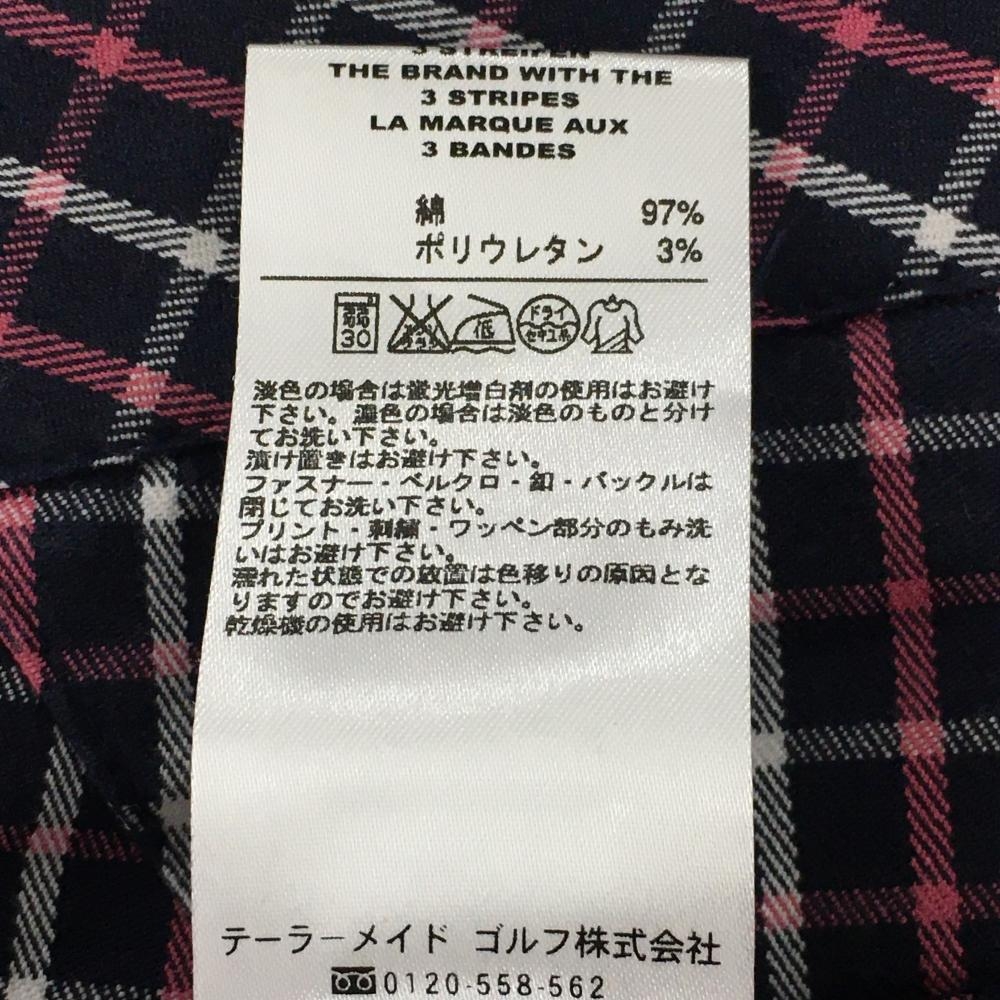 3 STREIFEN
THE BRAND WITH THE
3 STRIPES
LA MARQUE AUX
3 BANDES
綿 97%
ポリウレタン 3%
30 低 ドライ セキユ系
淡色の場合は蛍光増白剤の使用はお避け
下さい。濃色の場合は淡色のものと分け
てお洗い下さい。
漬け置きはお避け下さい。
ファスナー・ベルクロ・釦・バックルは
閉じてお洗い下さい。
プリント・刺繍・ワッペン部分のもみ洗
いはお避け下さい。
濡れた状態での放置は色移りの原因とな
りますのでお避け下さい。
乾燥機の使用はお避け下さい。
テーラーメイド ゴルフ株式会社
0120-558-562